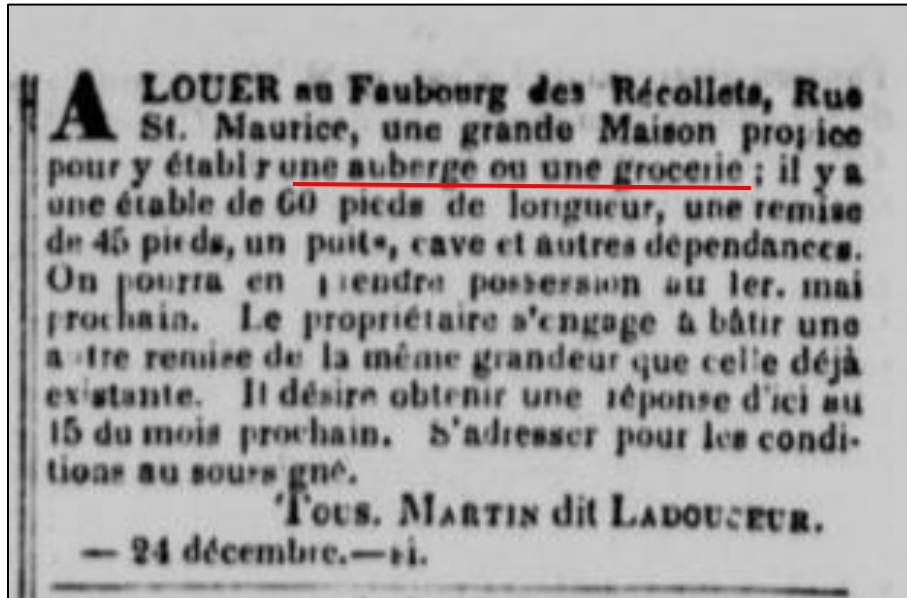 A LOUER au Faubourg des Récollets, Rue
St. Maurice, une grande Maison propice
pour y établ r une auberge ou une grocerie ; il y a
une étable de 60 pieds de longueur, une remise
de 45 pieds, un puits, cave et autres dépendances.
On pourra en prendre possession au 1er. mai
prochain. Le propriétaire s'engage à bâtir une
a tre remise de la même grandeur que celle déjà
existante. Il désire obtenir une réponse d'ici au
15 du mois prochain. S'adresser pour les condi-
tions au souss gné.
TOUS. MARTIN dit LADOUCEUR.
— 24 décembre.—